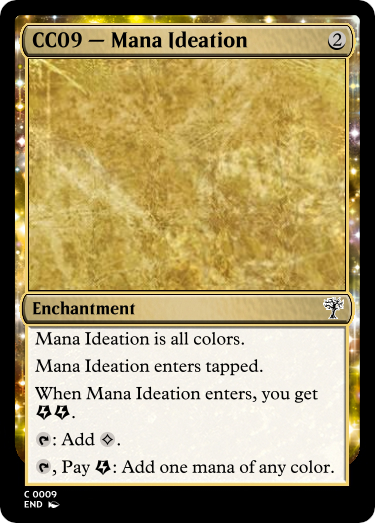 CC09 — Mana Ideation 2
Enchantment
Mana Ideation is all colors.
Mana Ideation enters tapped.
When Mana Ideation enters, you get
.
: Add .
, Pay : Add one mana of any color.
C 0009
END